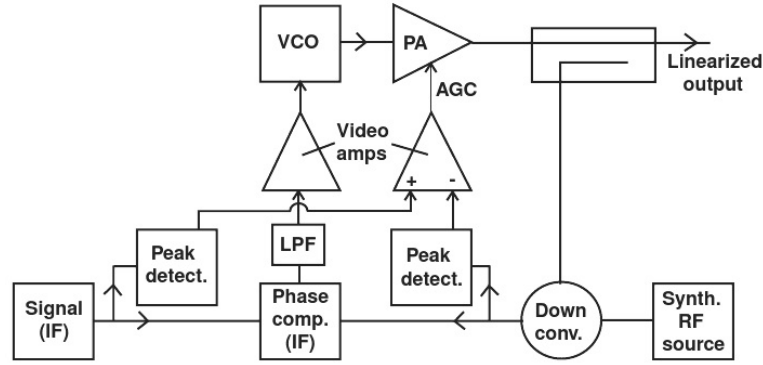 VCO
PA
Linearized
output
AGC
Video
amps
+
-
Peak
detect.
LPF
Peak
detect.
Signal
(IF)
Phase
comp.
(IF)
Down
conv.
Synth.
RF
source